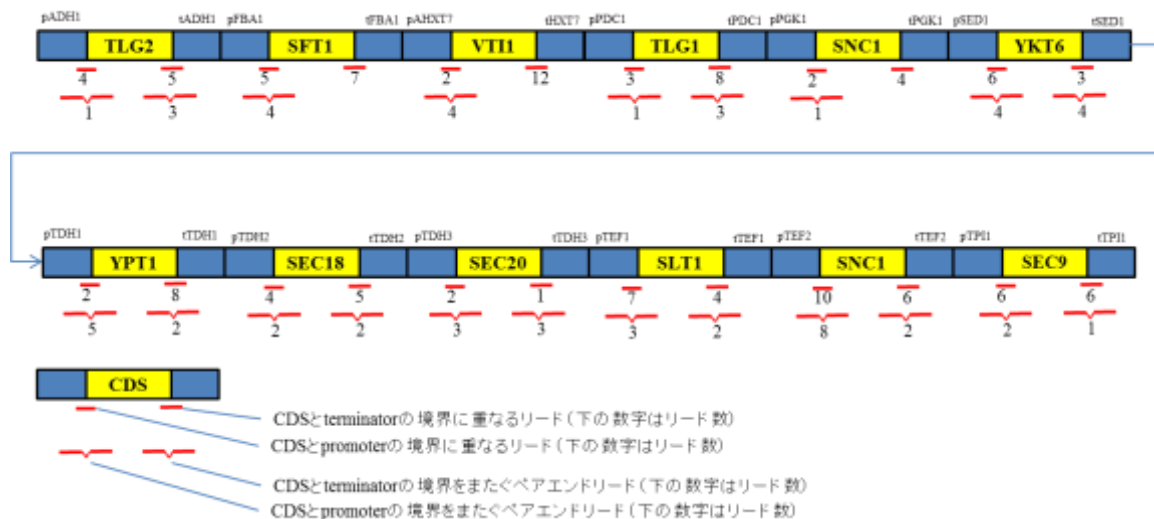 pADH1 tADH1 pFBA1 tFBA1 pAHXT7 tHXT7 pPDC1 tPDC1 pPGK1 tPGK1 pSED1 tSED1
TLG2 SFT1 VTI1 TLG1 SNC1 YKT6
4 5 5 7 2 12 3 8 2 4 6 3
1 3 4 4 1 3 1 4 4
pTDH1 tTDH1 pTDH2 tTDH2 pTDH3 tTDH3 pTEF1 tTEF1 pTEF2 tTEF2 pTPI1 tTPI1
YPT1 SEC18 SEC20 SLT1 SNC1 SEC9
2 8 4 5 2 1 7 4 10 6 6 6
5 2 2 2 3 3 3 2 8 2 2 1
CDS
CDSとterminatorの境界に重なるリード(下の数字はリード数)
CDSとpromoterの境界に重なるリード(下の数字はリード数)
CDSとterminatorの境界をまたぐペアエンドリード(下の数字はリード数)
CDSとpromoterの境界をまたぐペアエンドリード(下の数字はリード数)